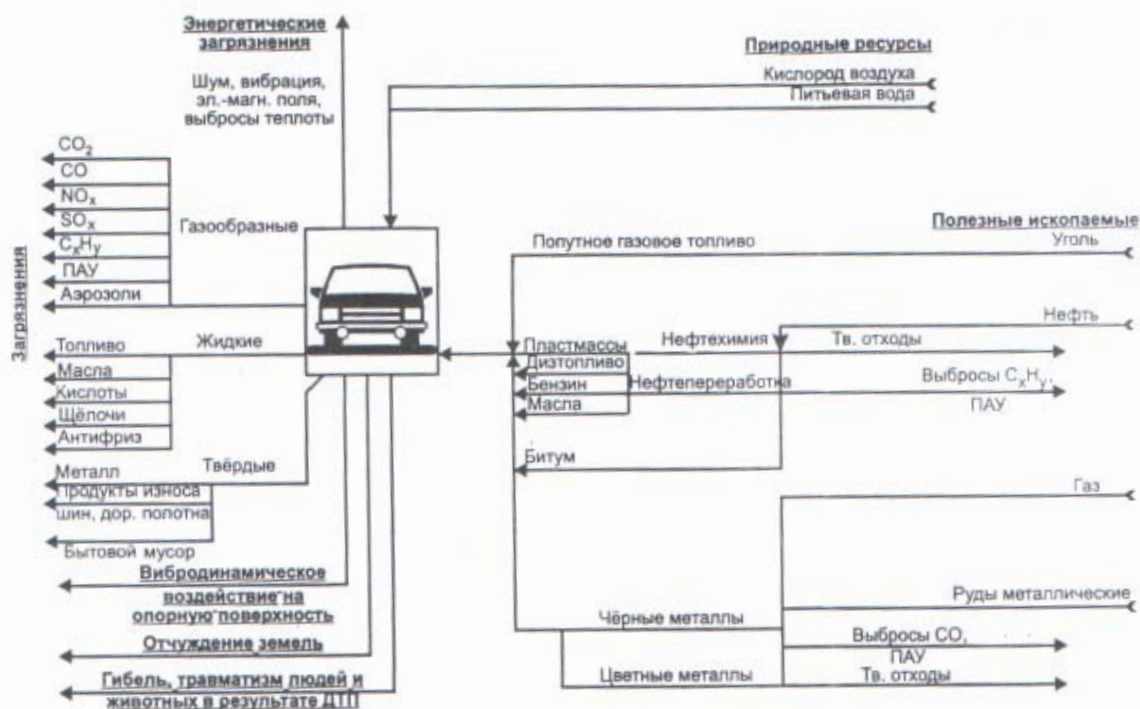 Энергетические
загрязнения
Шум, вибрация,
эл.-магн. поля,
выбросы теплоты
Природные ресурсы
Кислород воздуха
Питьевая вода
Загрязнения
CO₂
CO
NOₓ
SOₓ
CₓHᵧ
ПАУ
Аэрозоли
Газообразные
Топливо
Масла
Кислоты
Щёлочи
Антифриз
Жидкие
Металл
Продукты износа
шин, дор. полотна
Бытовой мусор
Твёрдые
Вибродинамическое
воздействие на
опорную поверхность
Отчуждение земель
Гибель, травматизм людей и
животных в результате ДТП
Полезные ископаемые
Попутное газовое топливо
Уголь
Нефть
Пластмассы
Нефтехимия
Тв. отходы
Дизтопливо
Бензин
Нефтепереработка
Выбросы CₓHᵧ,
ПАУ
Масла
Битум
Газ
Руды металлические
Чёрные металлы
Выбросы CO,
ПАУ
Цветные металлы
Тв. отходы